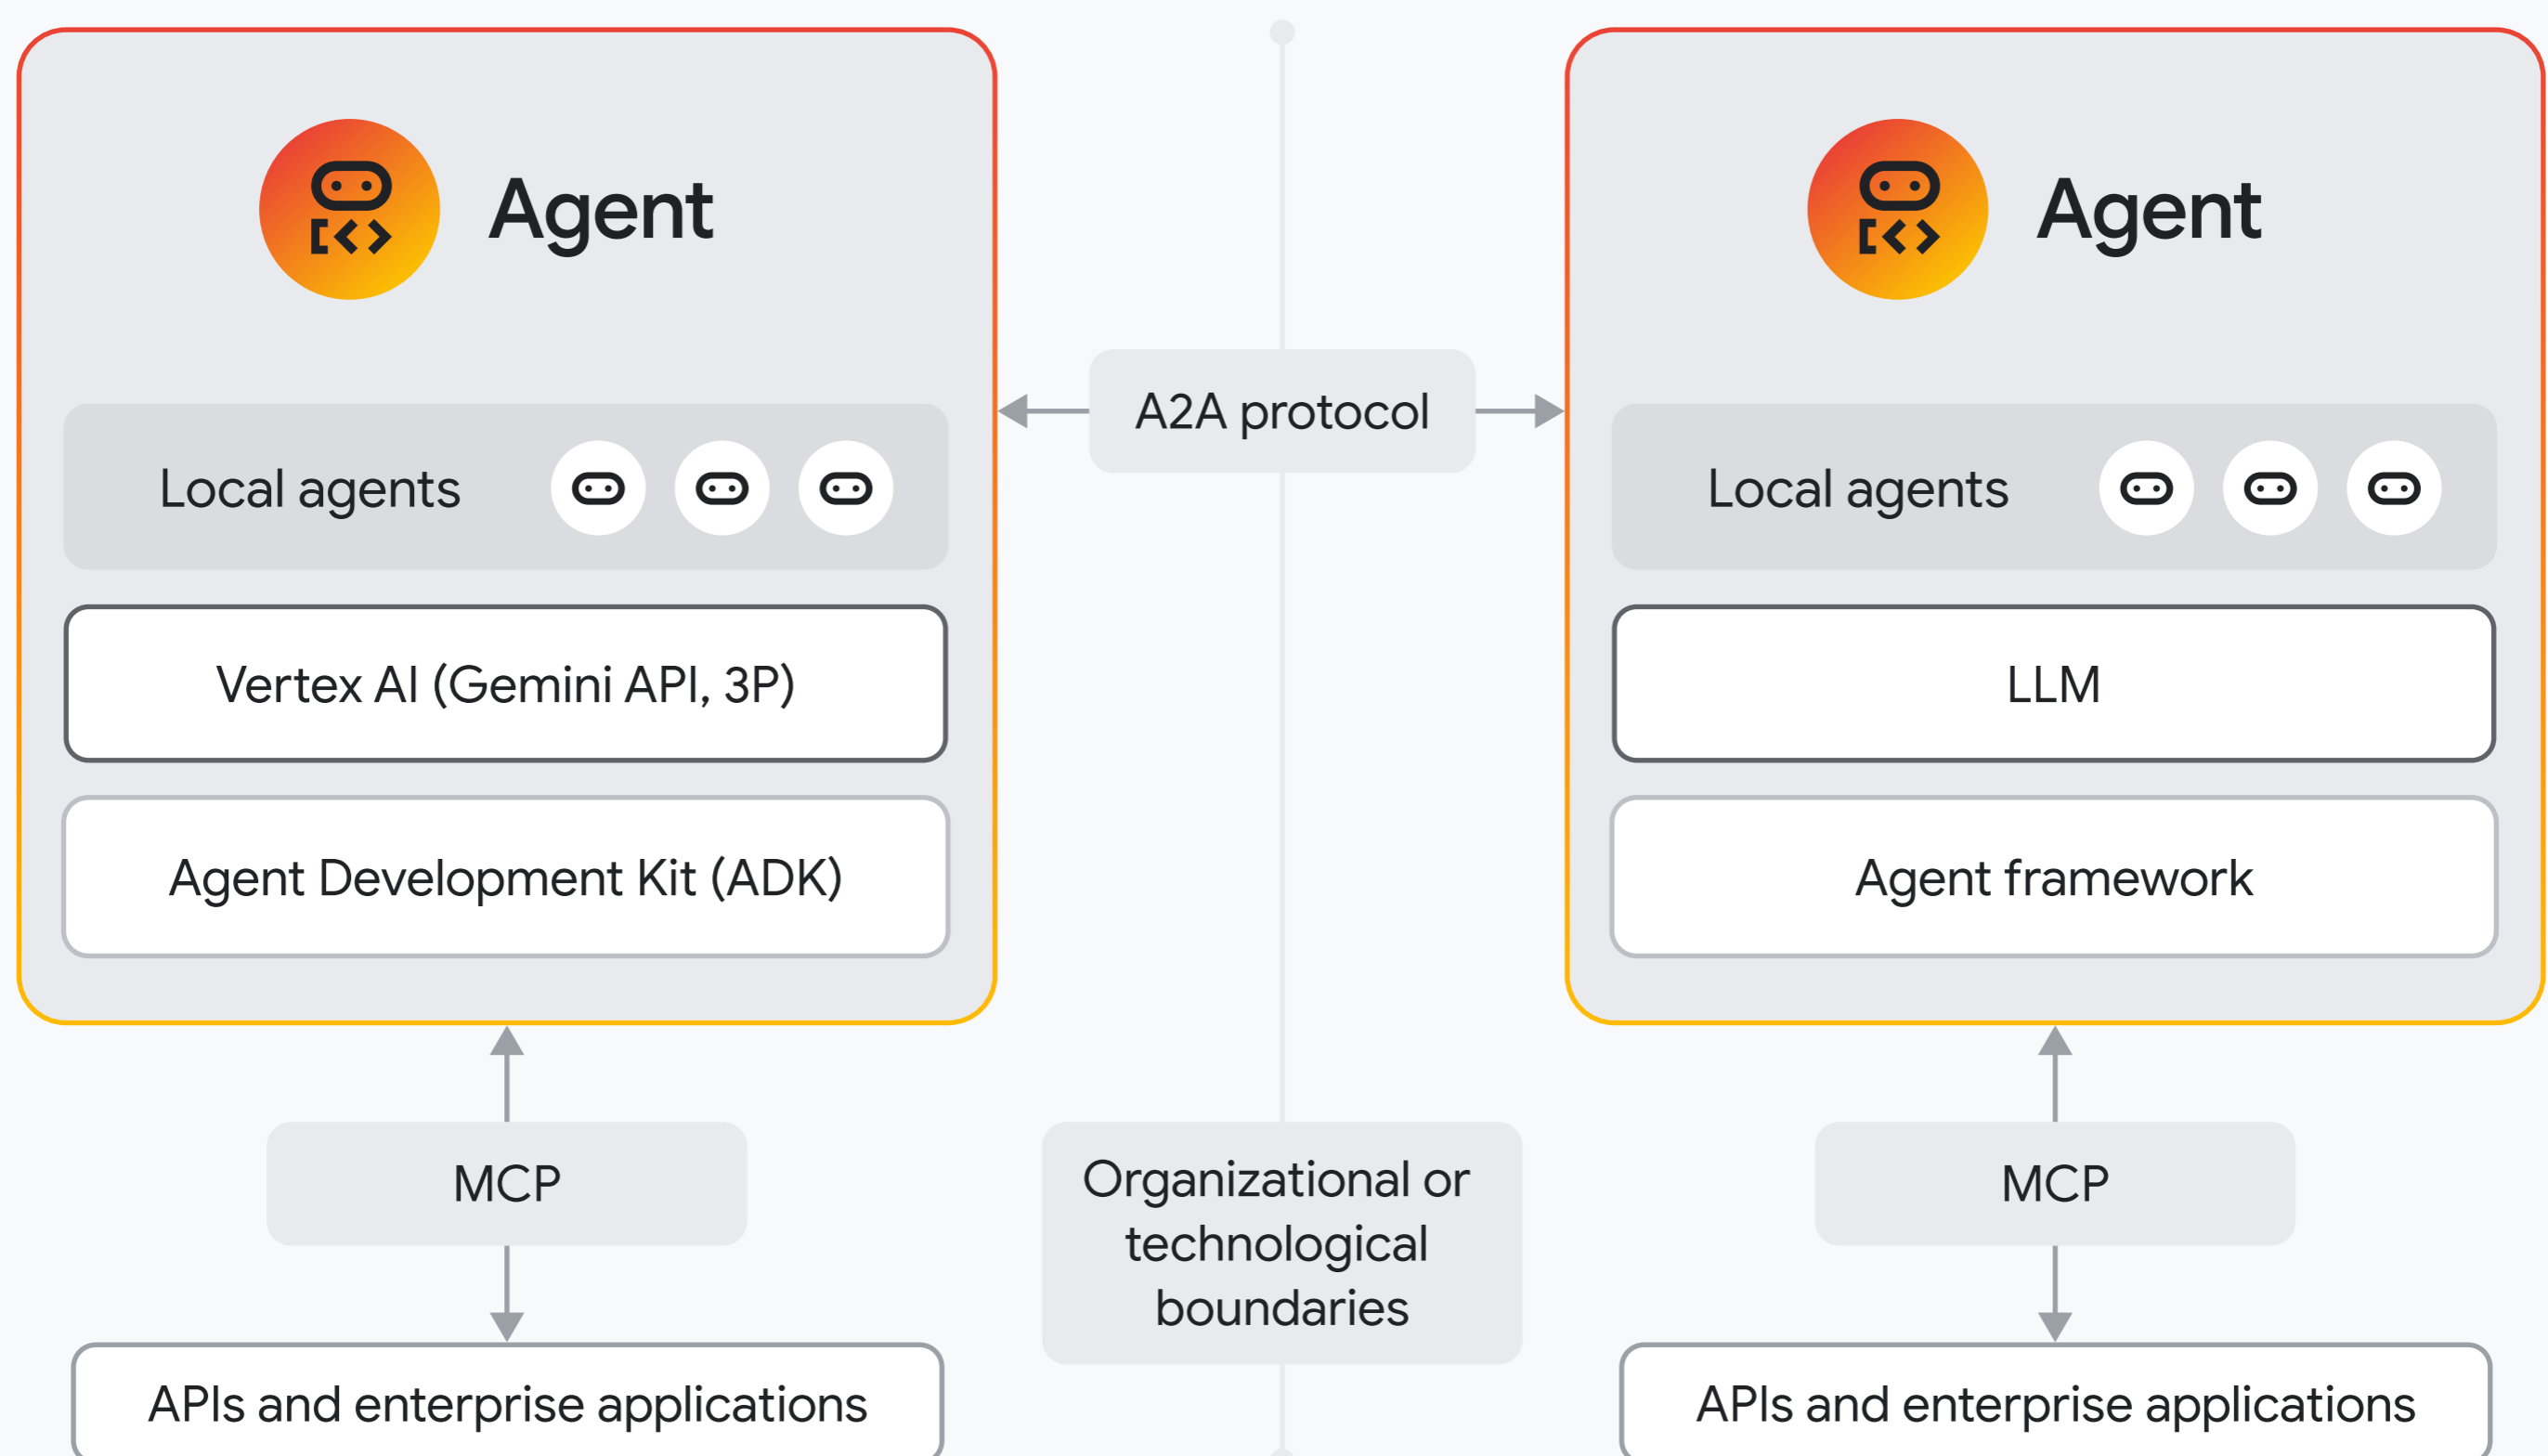 Agent
Local agents
Vertex AI (Gemini API, 3P)
Agent Development Kit (ADK)
MCP
APIs and enterprise applications
A2A protocol
Organizational or
technological
boundaries
Agent
Local agents
LLM
Agent framework
MCP
APIs and enterprise applications